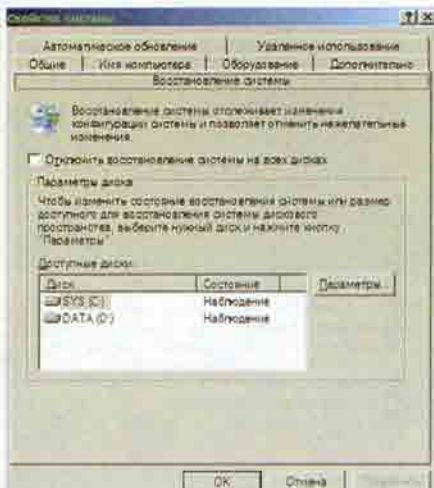 Свойства системы
Автоматическое обновление
Удаленное использование
Общие
Имя компьютера
Оборудование
Дополнительно
Восстановление системы
Восстановление системы отслеживает изменения
конфигурации системы и позволяет отменить нежелательные
изменения.
Отключить восстановление системы на всех дисках
Параметры диска
Чтобы изменить состояние восстановления системы или размер
доступного для восстановления системы дискового
пространства, выберите нужный диск и нажмите кнопку
"Параметры".
Доступные диски:
Диск
Состояние
Параметры...
SYS (C:)
Наблюдение
DATA (D:)
Наблюдение
OK
Отмена